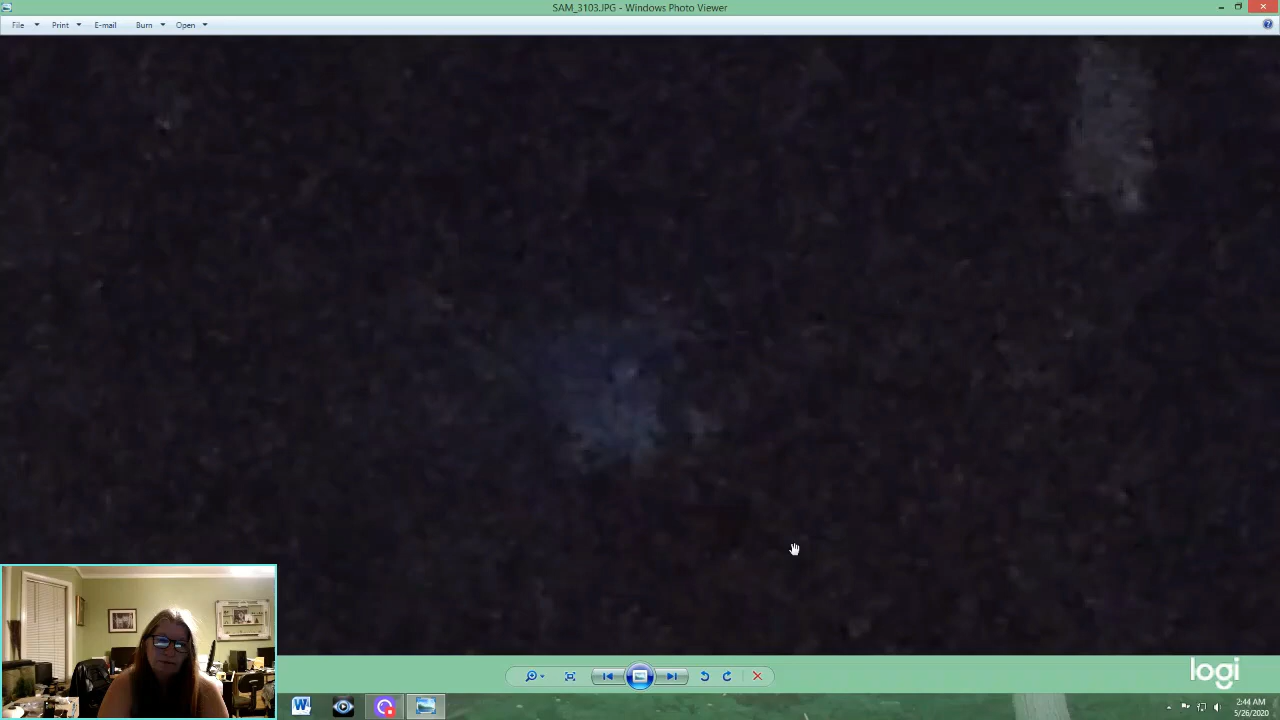 SAM_3103.JPG - Windows Photo Viewer
File Print E-mail Burn Open
logi
2:44 AM
5/26/2020